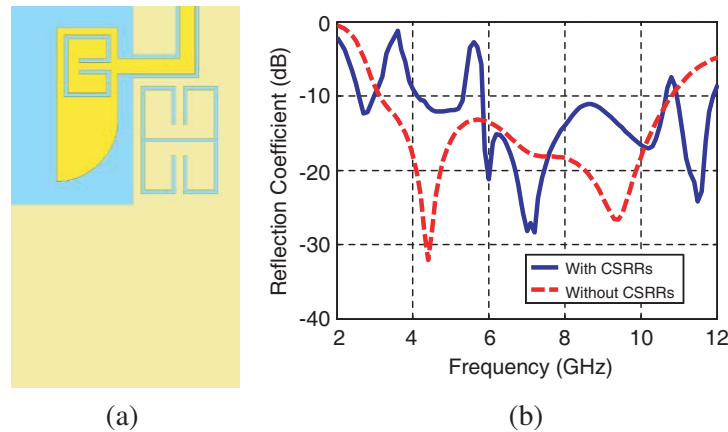 0
-10
-20
-30
-40
Reflection Coefficient (dB)
With CSRRs
Without CSRRs
2 4 6 8 10 12
Frequency (GHz)
(a) (b)